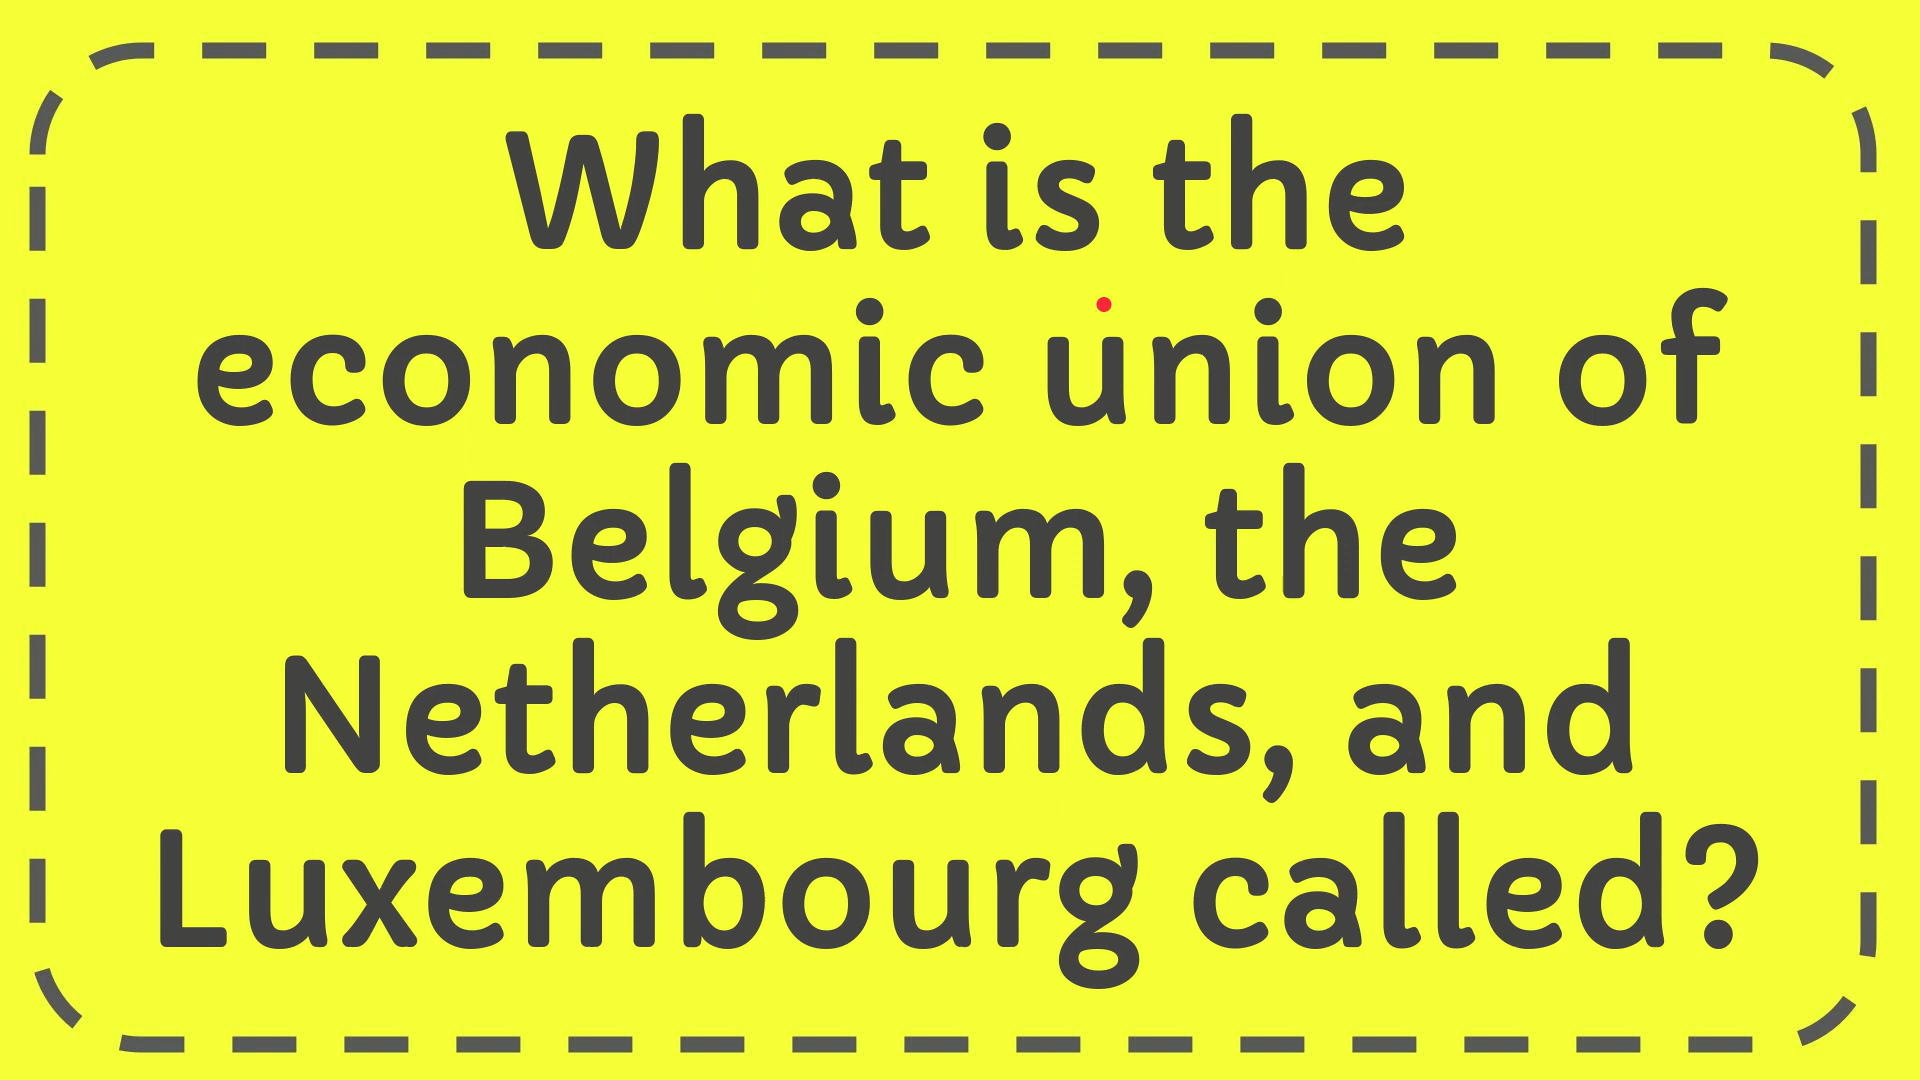 What is the
economic union of
Belgium, the
Netherlands, and
Luxembourg called?